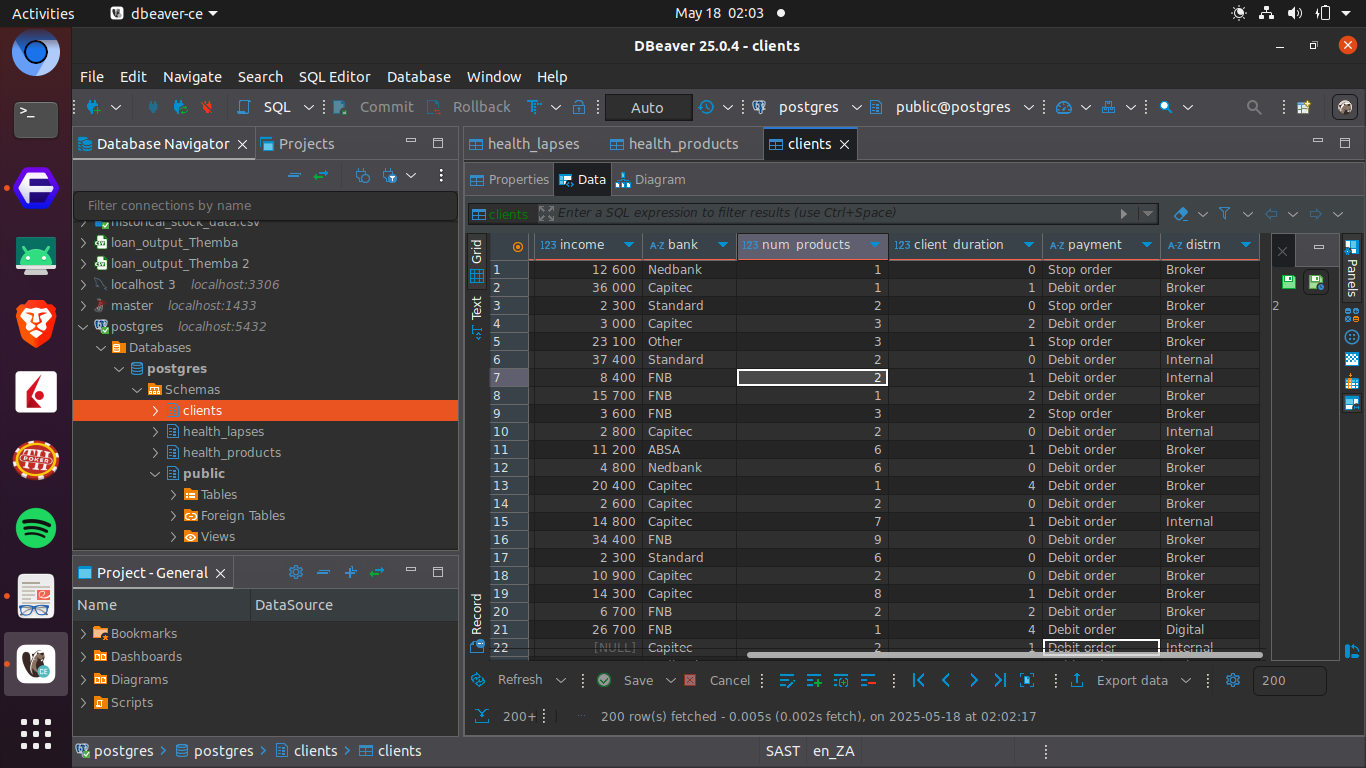 Activities dbeaver-ce May 18 02:03
DBeaver 25.0.4 - clients
File Edit Navigate Search SQL Editor Database Window Help
SQL Commit Rollback Auto postgres public@postgres
Database Navigator Projects
Filter connections by name
historical_stock_data.csv
loan_output_Themba
loan_output_Themba 2
localhost 3 localhost:3306
master localhost:1433
postgres localhost:5432
Databases
postgres
Schemas
clients
health_lapses
health_products
public
Tables
Foreign Tables
Views
Project - General
Name DataSource
Bookmarks
Dashboards
Diagrams
Scripts
health_lapses health_products clients
Properties Data Diagram
clients Enter a SQL expression to filter results (use Ctrl+Space)
Grid
Text
Record
123 income A-Z bank 123 num_products 123 client_duration A-Z payment A-Z distrn
1 12 600 Nedbank 1 0 Stop order Broker
2 36 000 Capitec 1 1 Debit order Broker
3 2 300 Standard 2 0 Stop order Broker
4 3 000 Capitec 3 2 Debit order Broker
5 23 100 Other 3 1 Stop order Broker
6 37 400 Standard 2 0 Debit order Internal
7 8 400 FNB 2 1 Debit order Internal
8 15 700 FNB 1 2 Debit order Broker
9 3 600 FNB 3 2 Stop order Broker
10 2 800 Capitec 2 0 Debit order Internal
11 11 200 ABSA 6 1 Debit order Broker
12 4 800 Nedbank 6 0 Debit order Broker
13 20 400 Capitec 1 4 Debit order Broker
14 2 600 Capitec 2 0 Debit order Broker
15 14 800 Capitec 7 1 Debit order Internal
16 34 400 FNB 9 0 Debit order Broker
17 2 300 Standard 6 0 Debit order Broker
18 10 900 Capitec 2 0 Debit order Broker
19 14 300 Capitec 8 1 Debit order Broker
20 6 700 FNB 2 2 Debit order Broker
21 26 700 FNB 1 4 Debit order Digital
22 [NULL] Capitec 2 1 Debit order Internal
2
Panels
Refresh Save Cancel Export data 200
200+ 200 row(s) fetched - 0.005s (0.002s fetch), on 2025-05-18 at 02:02:17
postgres postgres clients clients SAST en_ZA